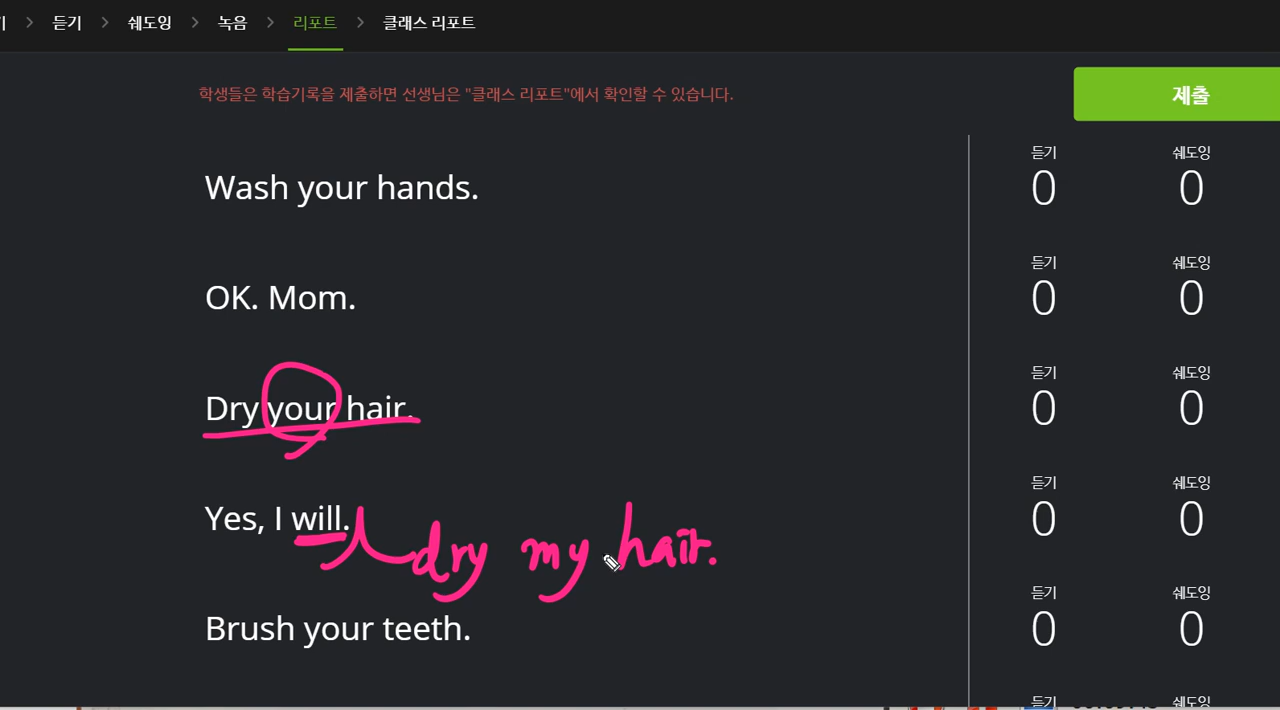 듣기 > 쉐도잉 > 녹음 > 리포트 > 클래스 리포트
학생들은 학습기록을 제출하면 선생님은 "클래스 리포트"에서 확인할 수 있습니다.
제출
듣기 쉐도잉
Wash your hands. 0 0
듣기 쉐도잉
OK. Mom. 0 0
듣기 쉐도잉
Dry your hair. 0 0
듣기 쉐도잉
Yes, I will. 0 0
dry my hair.
듣기 쉐도잉
Brush your teeth. 0 0
듣기 쉐도잉